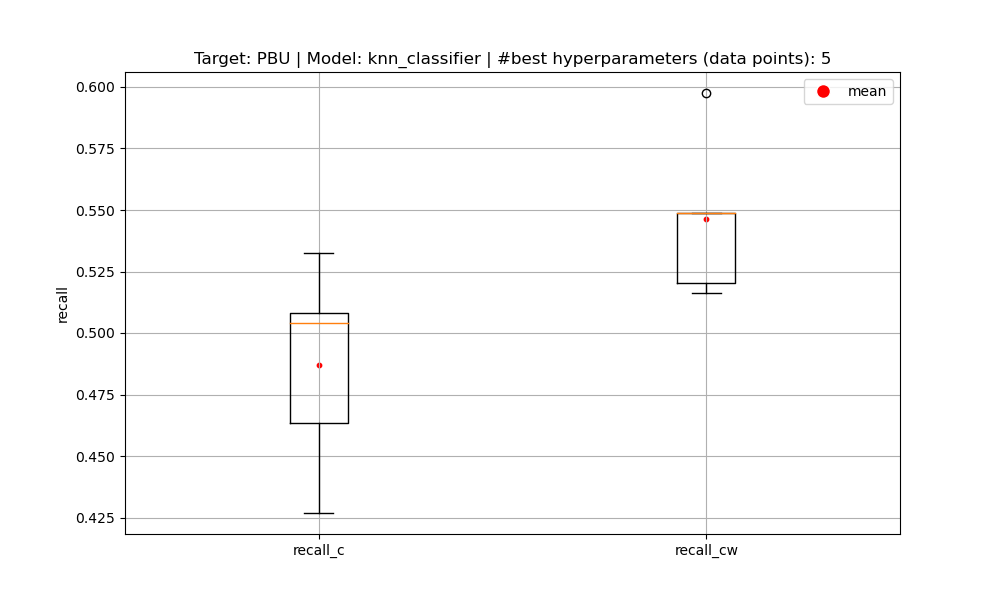 Target: PBU | Model: knn_classifier | #best hyperparameters (data points): 5
mean
0.600
0.575
0.550
0.525
0.500
0.475
0.450
0.425
recall
recall_c
recall_cw